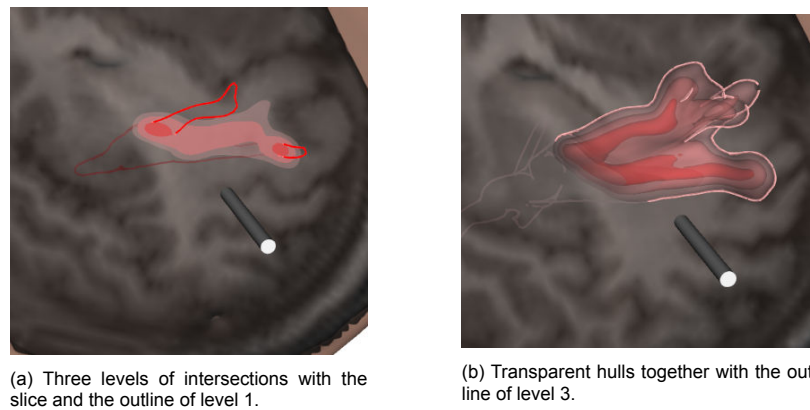 (a) Three levels of intersections with the
slice and the outline of level 1.
(b) Transparent hulls together with the out
line of level 3.